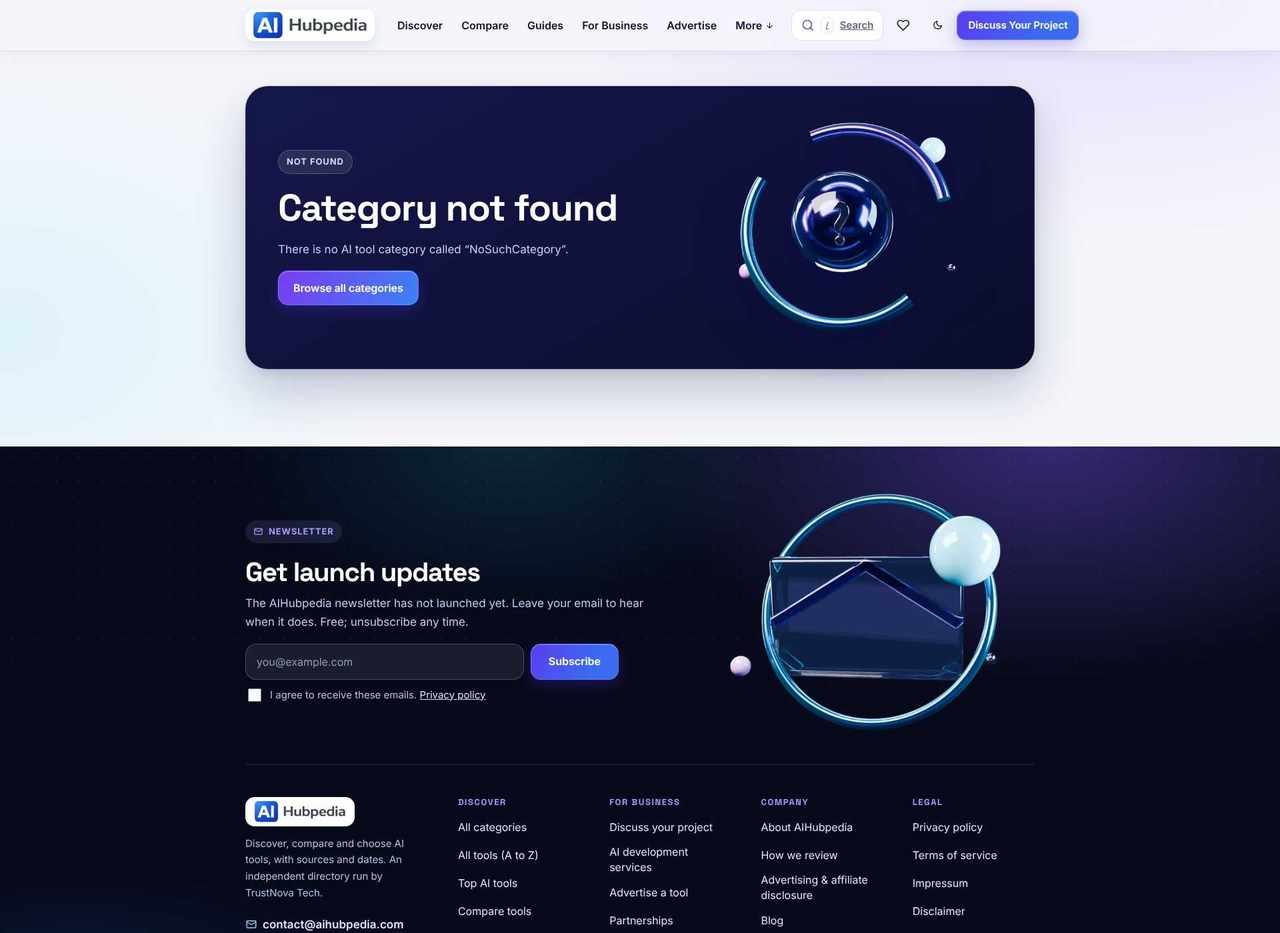 AI Hubpedia
Discover
Compare
Guides
For Business
Advertise
More ↓
/
Search
Discuss Your Project
NOT FOUND
Category not found
There is no AI tool category called “NoSuchCategory”.
Browse all categories
?
NEWSLETTER
Get launch updates
The AIHubpedia newsletter has not launched yet. Leave your email to hear
when it does. Free; unsubscribe any time.
you@example.com
Subscribe
I agree to receive these emails. Privacy policy
AI Hubpedia
Discover, compare and choose AI
tools, with sources and dates. An
independent directory run by
TrustNova Tech.
contact@aihubpedia.com
DISCOVER
All categories
All tools (A to Z)
Top AI tools
Compare tools
FOR BUSINESS
Discuss your project
AI development
services
Advertise a tool
Partnerships
COMPANY
About AIHubpedia
How we review
Advertising & affiliate
disclosure
Blog
LEGAL
Privacy policy
Terms of service
Impressum
Disclaimer